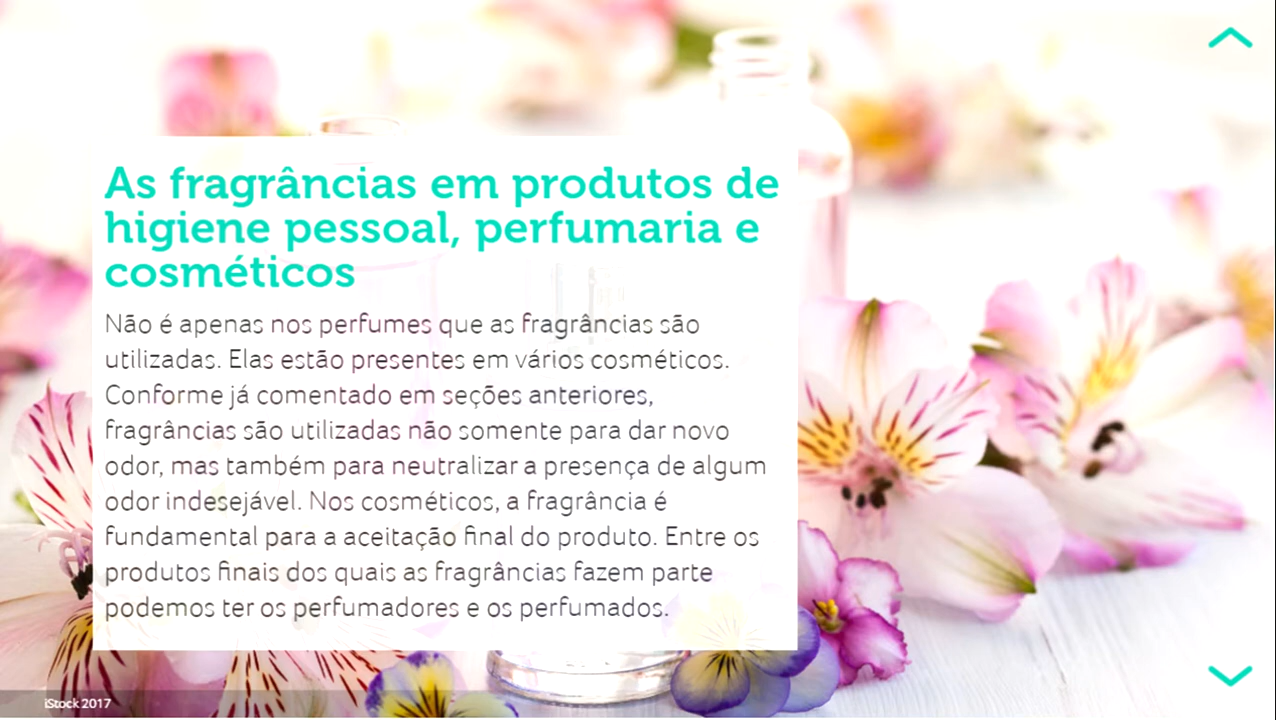 As fragrâncias em produtos de
higiene pessoal, perfumaria e
cosméticos
Não é apenas nos perfumes que as fragrâncias são
utilizadas. Elas estão presentes em vários cosméticos.
Conforme já comentado em seções anteriores,
fragrâncias são utilizadas não somente para dar novo
odor, mas também para neutralizar a presença de algum
odor indesejável. Nos cosméticos, a fragrância é
fundamental para a aceitação final do produto. Entre os
produtos finais dos quais as fragrâncias fazem parte
podemos ter os perfumadores e os perfumados.
iStock 2017